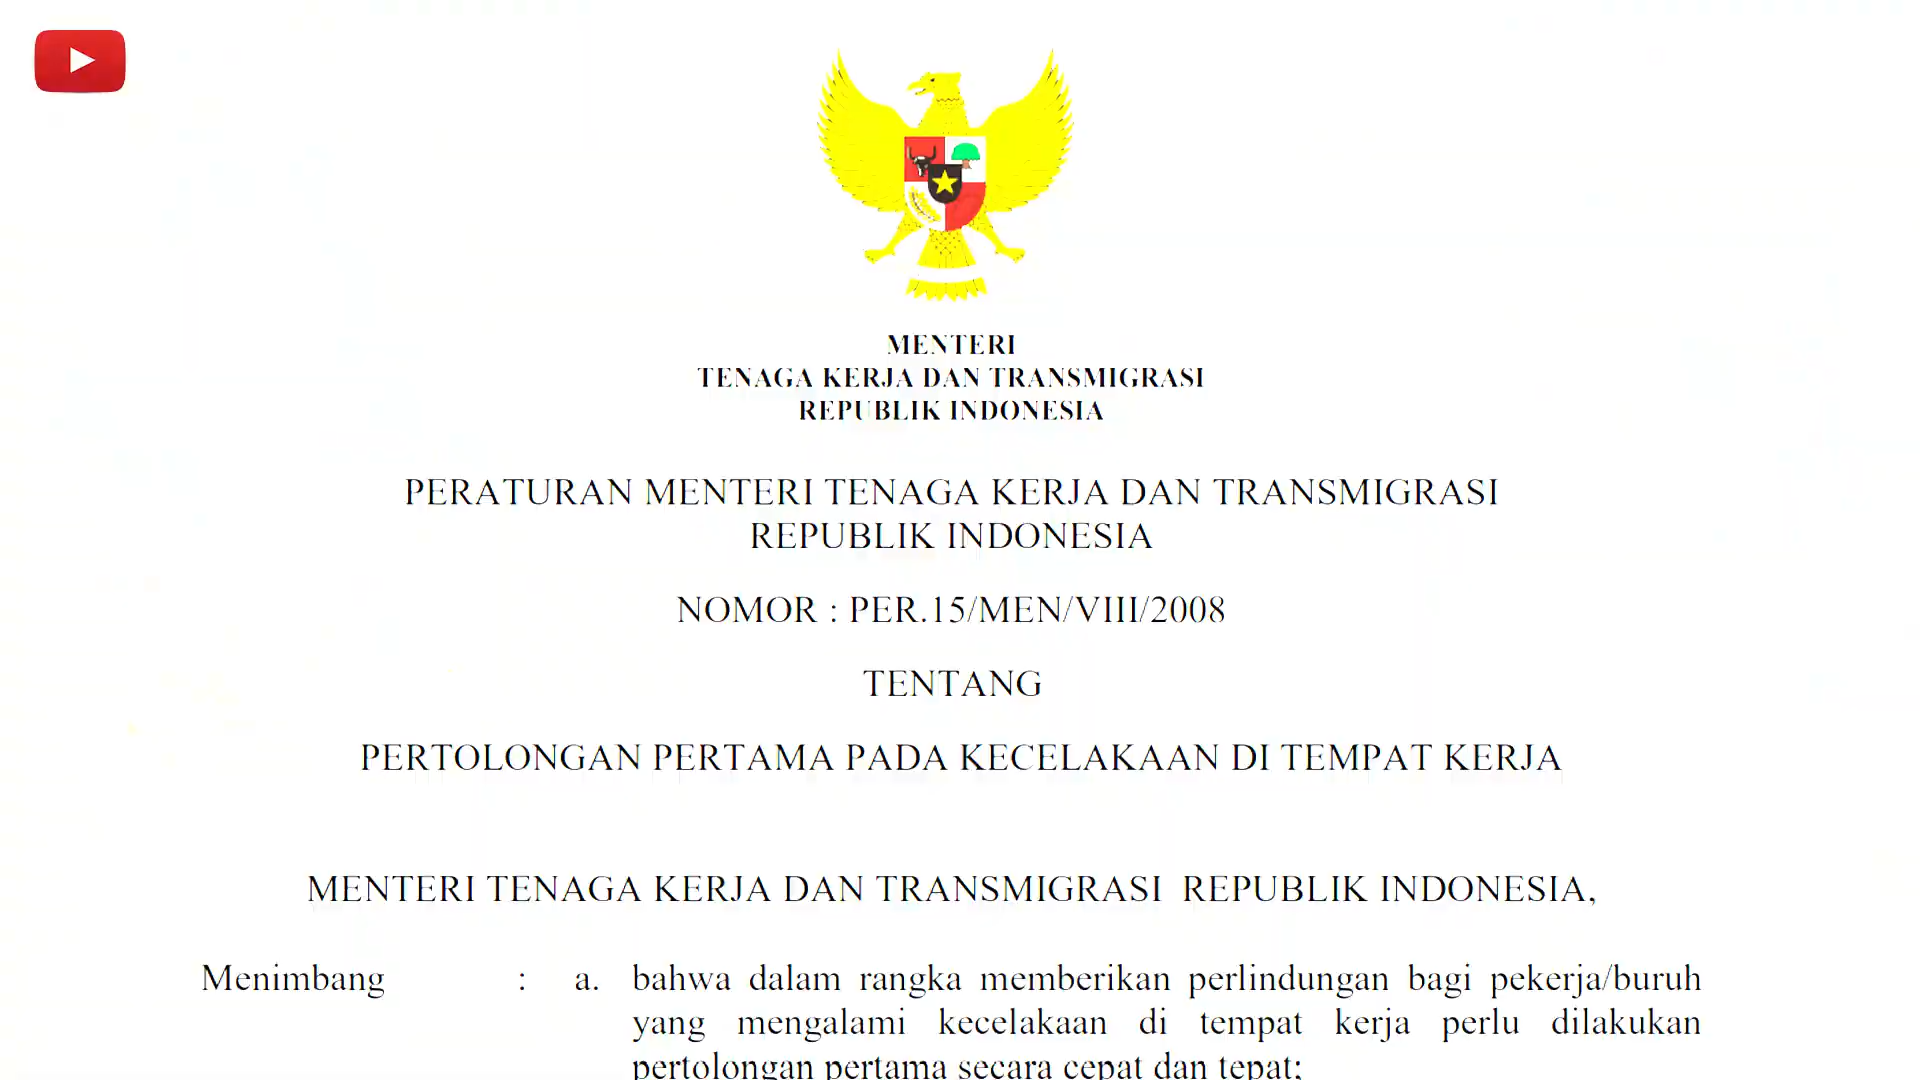 MENTERI
TENAGA KERJA DAN TRANSMIGRASI
REPUBLIK INDONESIA
PERATURAN MENTERI TENAGA KERJA DAN TRANSMIGRASI
REPUBLIK INDONESIA
NOMOR : PER.15/MEN/VIII/2008
TENTANG
PERTOLONGAN PERTAMA PADA KECELAKAAN DI TEMPAT KERJA
MENTERI TENAGA KERJA DAN TRANSMIGRASI REPUBLIK INDONESIA,
Menimbang : a. bahwa dalam rangka memberikan perlindungan bagi pekerja/buruh
yang mengalami kecelakaan di tempat kerja perlu dilakukan
pertolongan pertama secara cepat dan tepat;